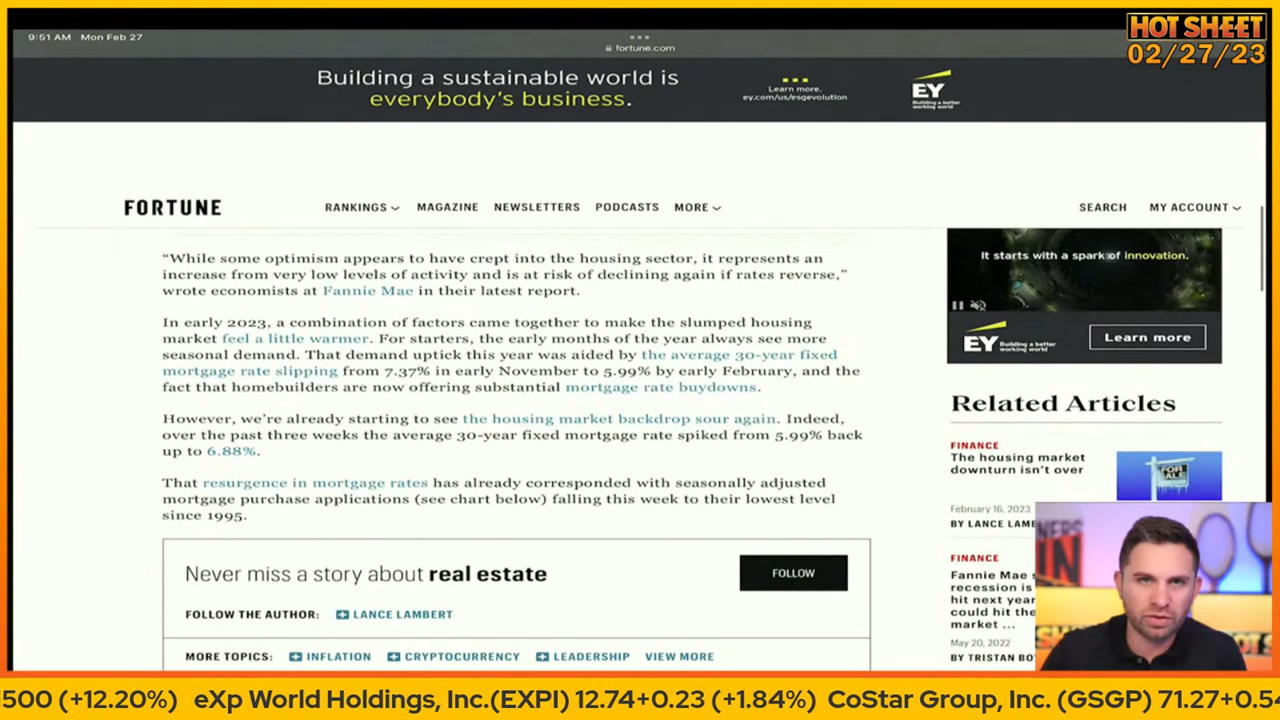 9:51 AM Mon Feb 27
fortune.com
HOT SHEET
02/27/23
Building a sustainable world is
everybody's business.
Learn more.
ey.com/us/esgevolution
EY
Building a better
working world
FORTUNE
RANKINGS
MAGAZINE
NEWSLETTERS
PODCASTS
MORE
SEARCH
MY ACCOUNT
“While some optimism appears to have crept into the housing sector, it represents an
increase from very low levels of activity and is at risk of declining again if rates reverse,”
wrote economists at Fannie Mae in their latest report.
In early 2023, a combination of factors came together to make the slumped housing
market feel a little warmer. For starters, the early months of the year always see more
seasonal demand. That demand uptick this year was aided by the average 30-year fixed
mortgage rate slipping from 7.37% in early November to 5.99% by early February, and the
fact that homebuilders are now offering substantial mortgage rate buydowns.
However, we’re already starting to see the housing market backdrop sour again. Indeed,
over the past three weeks the average 30-year fixed mortgage rate spiked from 5.99% back
up to 6.88%.
That resurgence in mortgage rates has already corresponded with seasonally adjusted
mortgage purchase applications (see chart below) falling this week to their lowest level
since 1995.
Never miss a story about real estate
FOLLOW
FOLLOW THE AUTHOR: LANCE LAMBERT
MORE TOPICS: INFLATION CRYPTOCURRENCY LEADERSHIP VIEW MORE
It starts with a spark of innovation.
EY
Building a better
working world
Learn more
Related Articles
FINANCE
The housing market
downturn isn’t over
FOR
SALE
February 16, 2023
BY LANCE LAMB
FINANCE
Fannie Mae
recession is
hit next year
could hit the
market ...
May 20, 2022
BY TRISTAN BO
HOT
1500 (+12.20%) eXp World Holdings, Inc.(EXPI) 12.74+0.23 (+1.84%) CoStar Group, Inc. (GSGP) 71.27+0.54